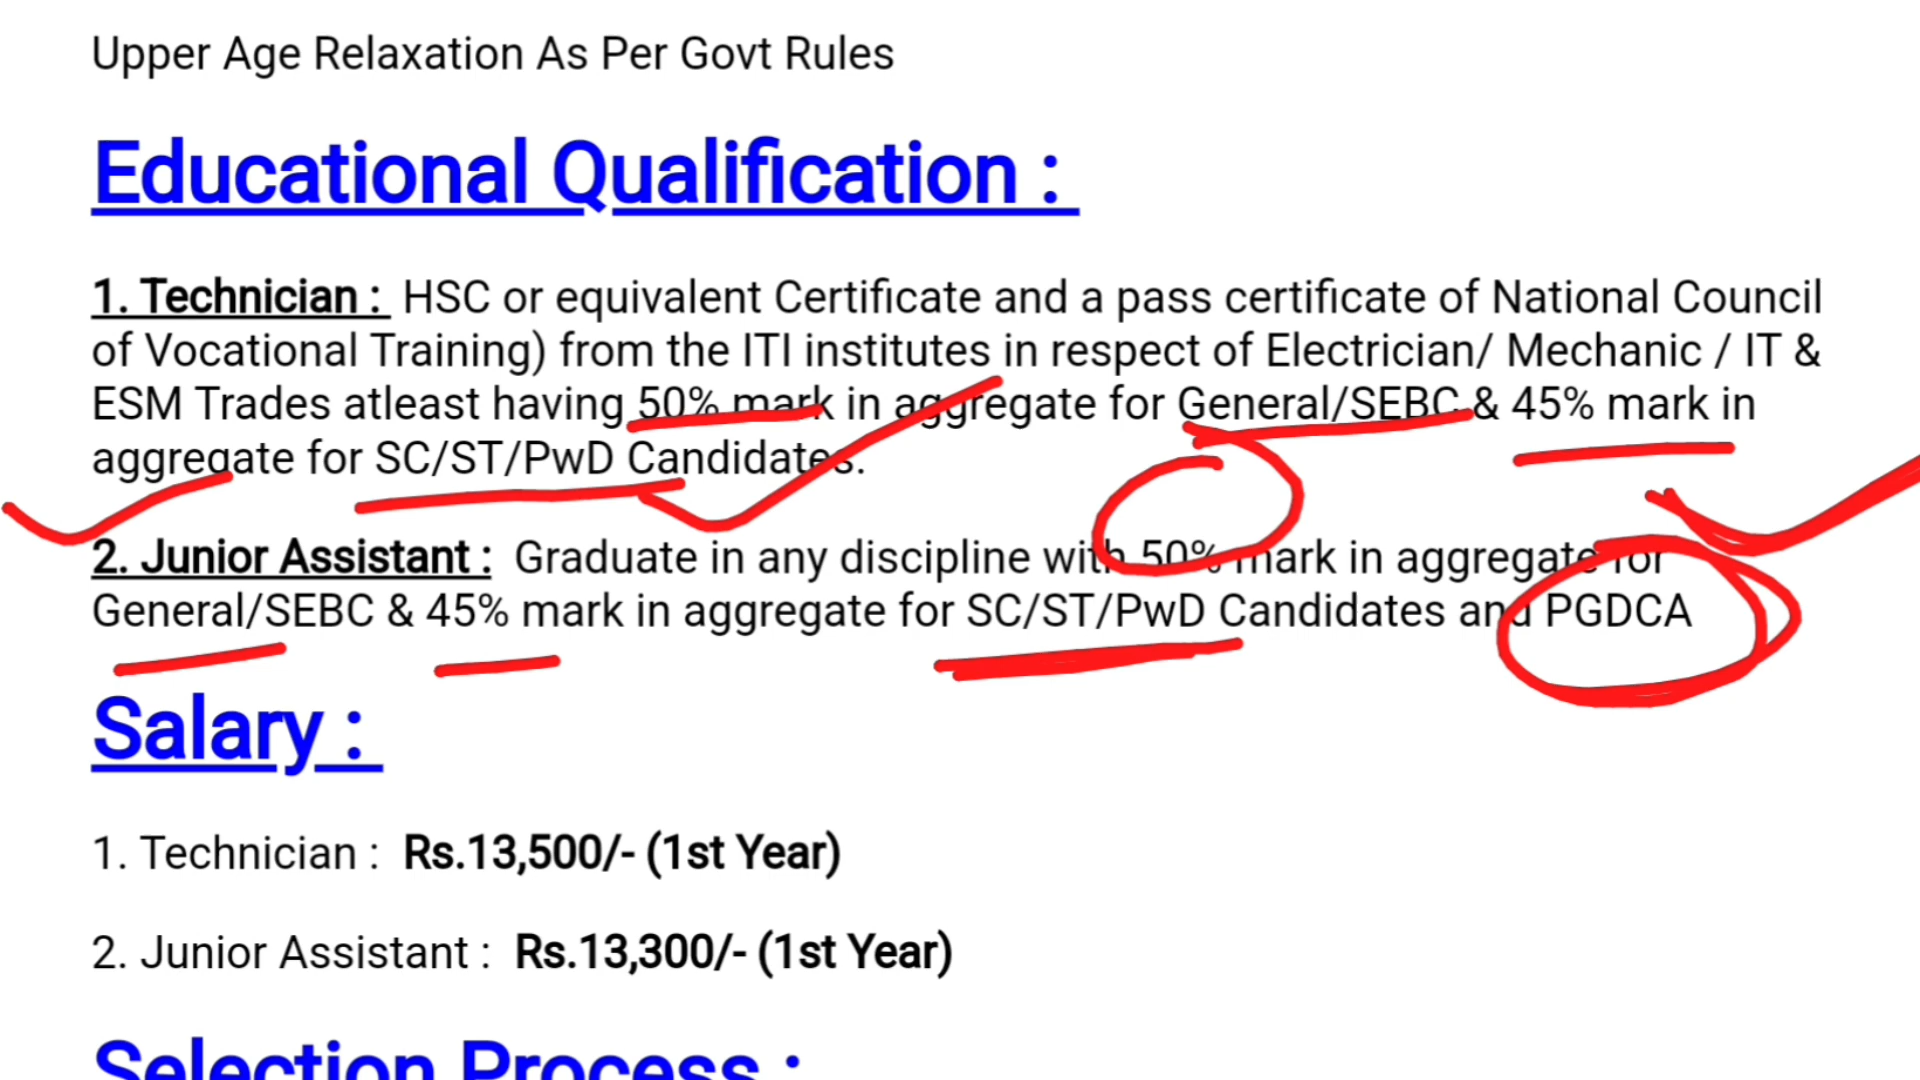 Upper Age Relaxation As Per Govt Rules
Educational Qualification :
1. Technician : HSC or equivalent Certificate and a pass certificate of National Council
of Vocational Training) from the ITI institutes in respect of Electrician/ Mechanic / IT &
ESM Trades atleast having 50% mark in aggregate for General/SEBC & 45% mark in
aggregate for SC/ST/PwD Candidates.
2. Junior Assistant : Graduate in any discipline with 50% mark in aggregate for
General/SEBC & 45% mark in aggregate for SC/ST/PwD Candidates and PGDCA
Salary :
1. Technician : Rs.13,500/- (1st Year)
2. Junior Assistant : Rs.13,300/- (1st Year)
Selection Process :